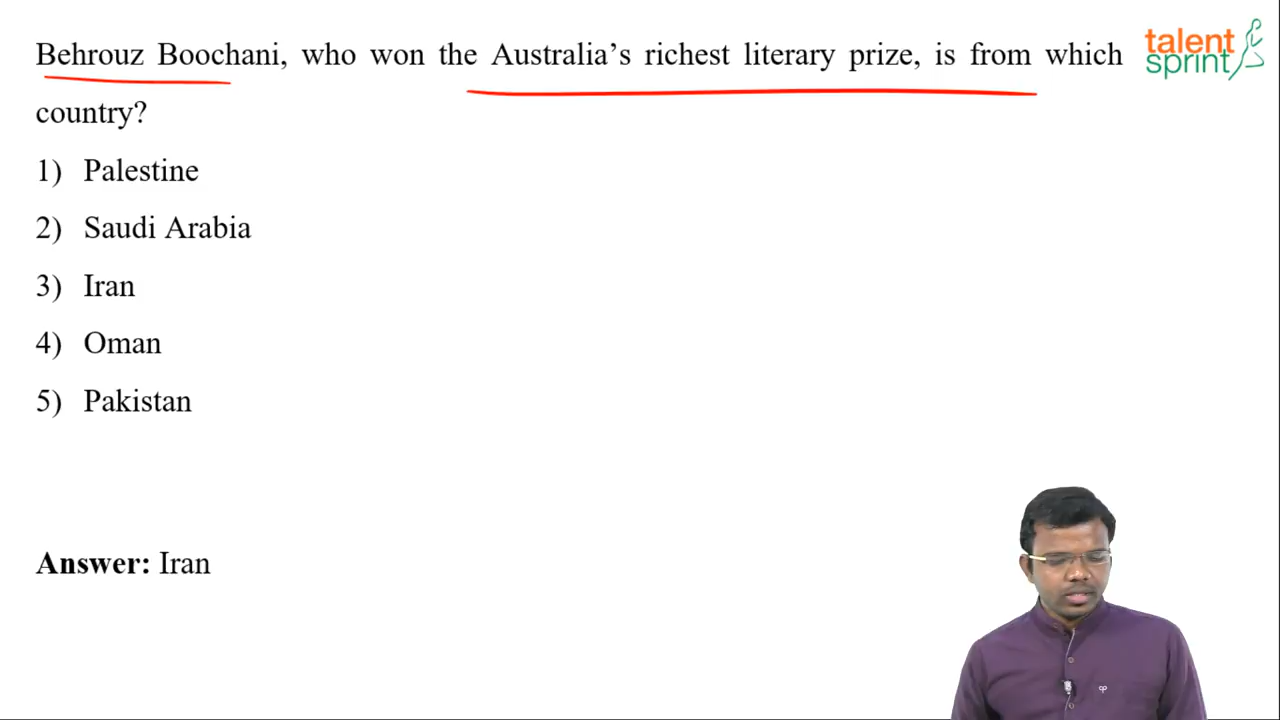 Behrouz Boochani, who won the Australia's richest literary prize, is from which
country?
talent
sprint
1) Palestine
2) Saudi Arabia
3) Iran
4) Oman
5) Pakistan
Answer: Iran